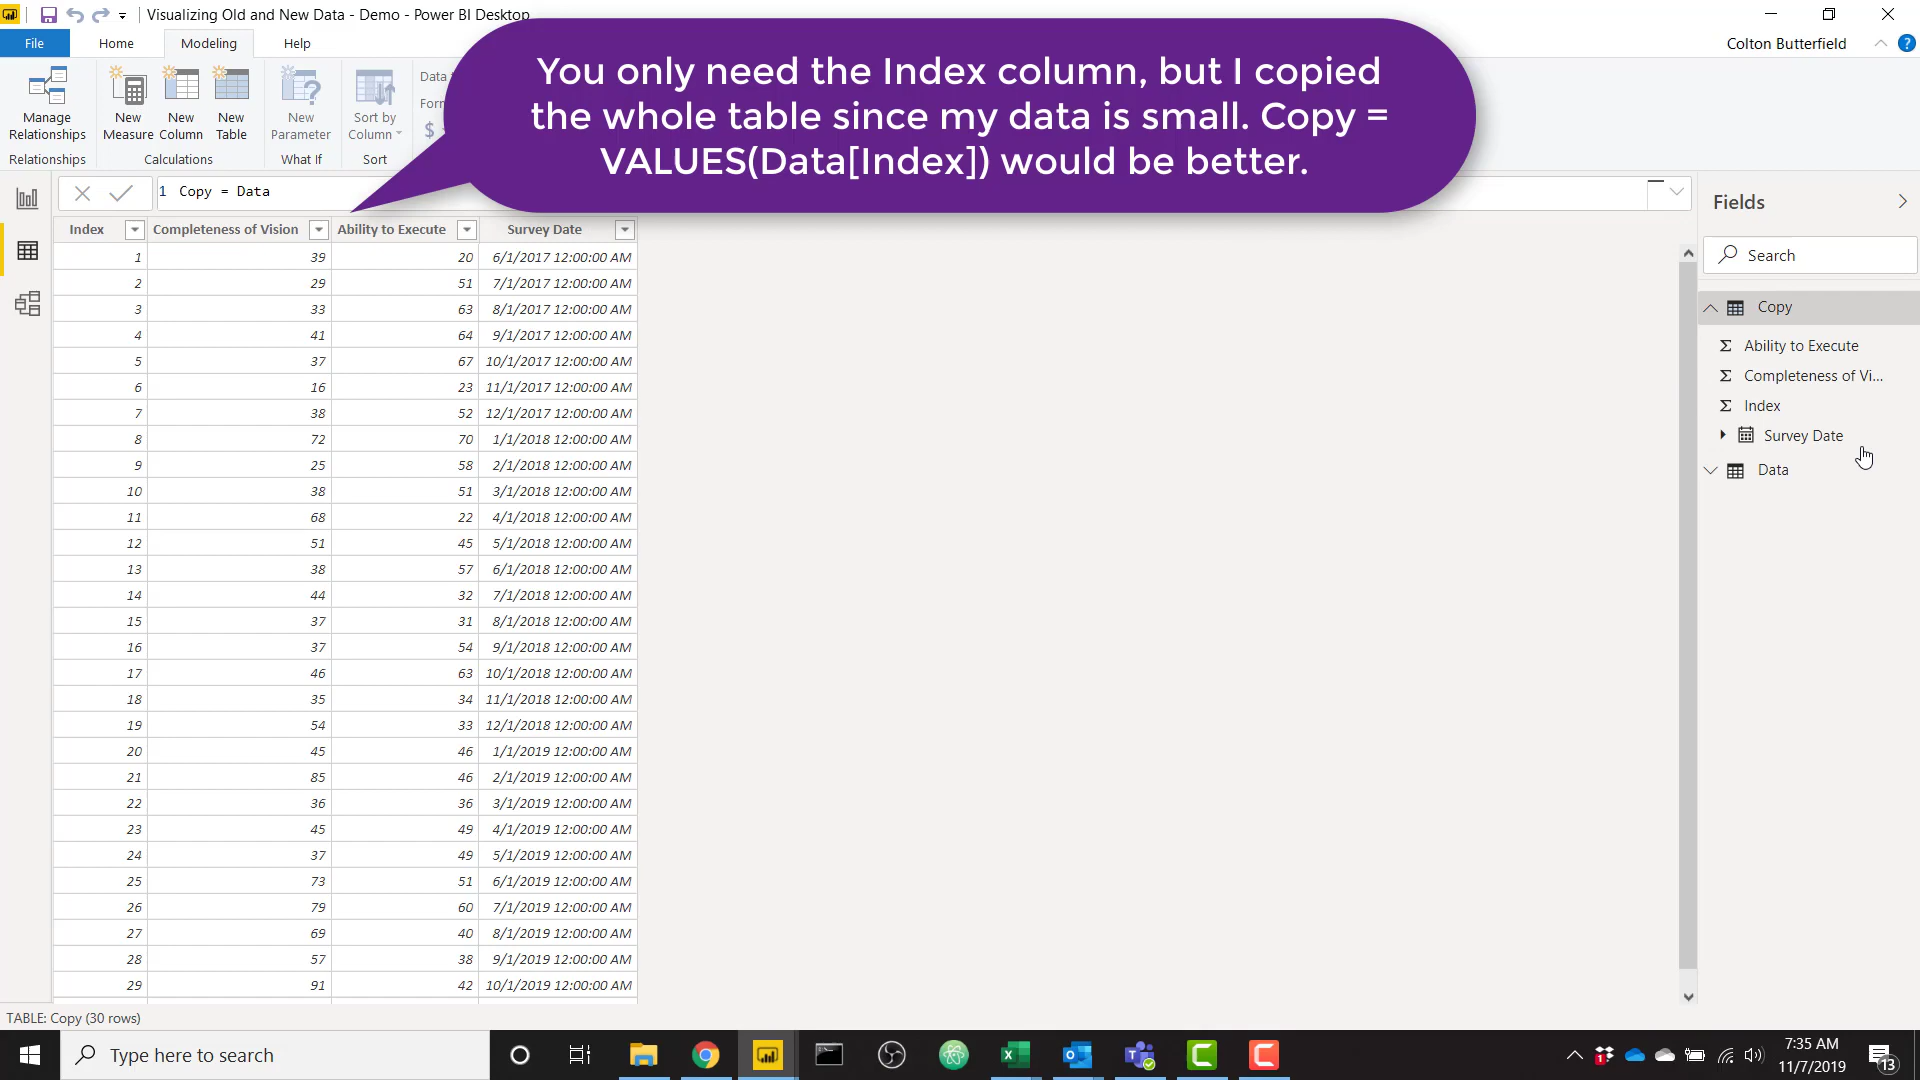 Visualizing Old and New Data - Demo - Power BI Desktop
File Home Modeling Help
Colton Butterfield
You only need the Index column, but I copied
the whole table since my data is small. Copy =
VALUES(Data[Index]) would be better.
Manage
Relationships
New
Measure
New
Column
New
Table
New
Parameter
Sort by
Column
Data
Form
$
Relationships
Calculations
What If
Sort
1 Copy = Data
Index Completeness of Vision Ability to Execute Survey Date
1 39 20 6/1/2017 12:00:00 AM
2 29 51 7/1/2017 12:00:00 AM
3 33 63 8/1/2017 12:00:00 AM
4 41 64 9/1/2017 12:00:00 AM
5 37 67 10/1/2017 12:00:00 AM
6 16 23 11/1/2017 12:00:00 AM
7 38 52 12/1/2017 12:00:00 AM
8 72 70 1/1/2018 12:00:00 AM
9 25 58 2/1/2018 12:00:00 AM
10 38 51 3/1/2018 12:00:00 AM
11 68 22 4/1/2018 12:00:00 AM
12 51 45 5/1/2018 12:00:00 AM
13 38 57 6/1/2018 12:00:00 AM
14 44 32 7/1/2018 12:00:00 AM
15 37 31 8/1/2018 12:00:00 AM
16 37 54 9/1/2018 12:00:00 AM
17 46 63 10/1/2018 12:00:00 AM
18 35 34 11/1/2018 12:00:00 AM
19 54 33 12/1/2018 12:00:00 AM
20 45 46 1/1/2019 12:00:00 AM
21 85 46 2/1/2019 12:00:00 AM
22 36 36 3/1/2019 12:00:00 AM
23 45 49 4/1/2019 12:00:00 AM
24 37 49 5/1/2019 12:00:00 AM
25 73 51 6/1/2019 12:00:00 AM
26 79 60 7/1/2019 12:00:00 AM
27 69 40 8/1/2019 12:00:00 AM
28 57 38 9/1/2019 12:00:00 AM
29 91 42 10/1/2019 12:00:00 AM
Fields
Search
Copy
Ability to Execute
Completeness of Vi...
Index
Survey Date
Data
TABLE: Copy (30 rows)
Type here to search
7:35 AM
11/7/2019
13